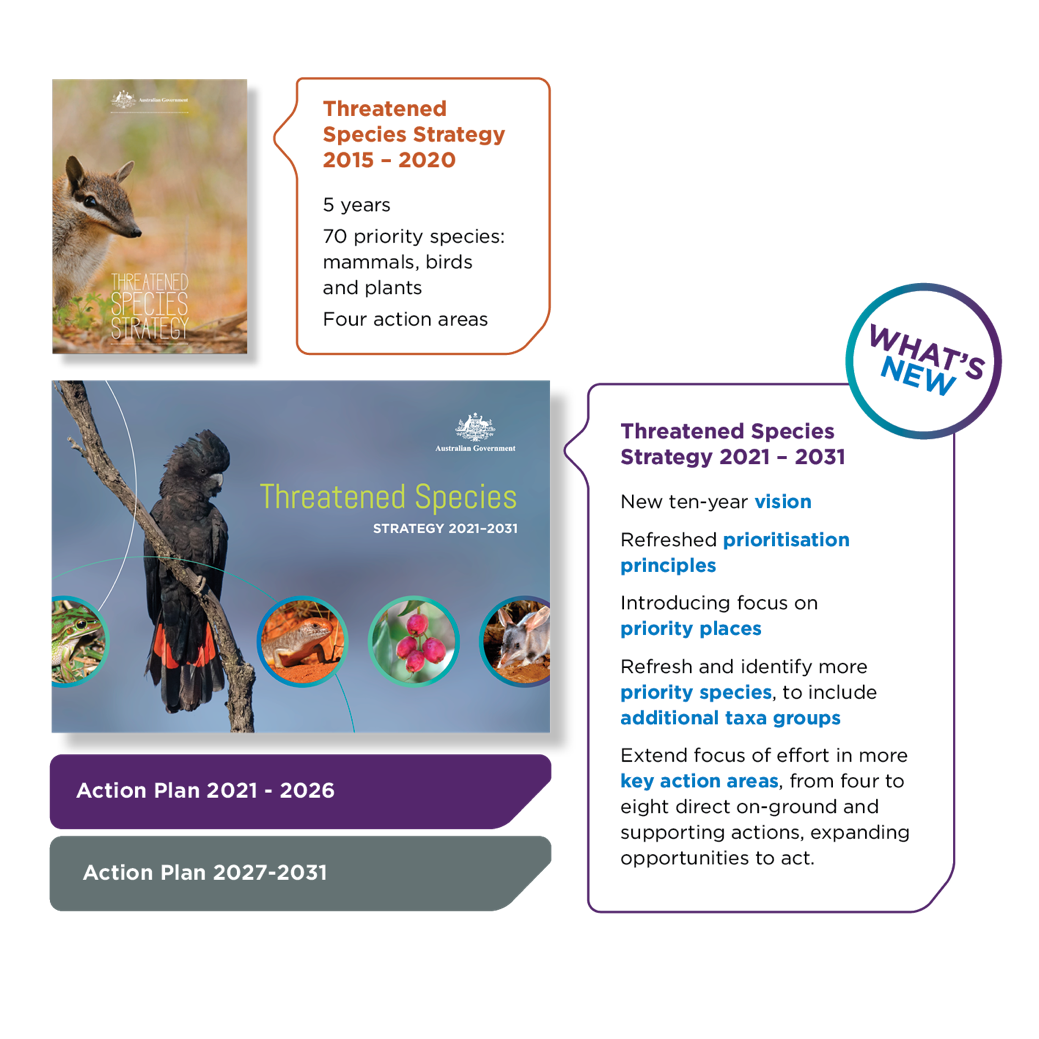 Australian Government
THREATENED
SPECIES
STRATEGY
Threatened
Species Strategy
2015 – 2020
5 years
70 priority species:
mammals, birds
and plants
Four action areas
WHAT'S
NEW
Australian Government
Threatened Species
STRATEGY 2021–2031
Threatened Species
Strategy 2021 – 2031
New ten-year vision
Refreshed prioritisation
principles
Introducing focus on
priority places
Refresh and identify more
priority species, to include
additional taxa groups
Extend focus of effort in more
key action areas, from four to
eight direct on-ground and
supporting actions, expanding
opportunities to act.
Action Plan 2021 - 2026
Action Plan 2027-2031